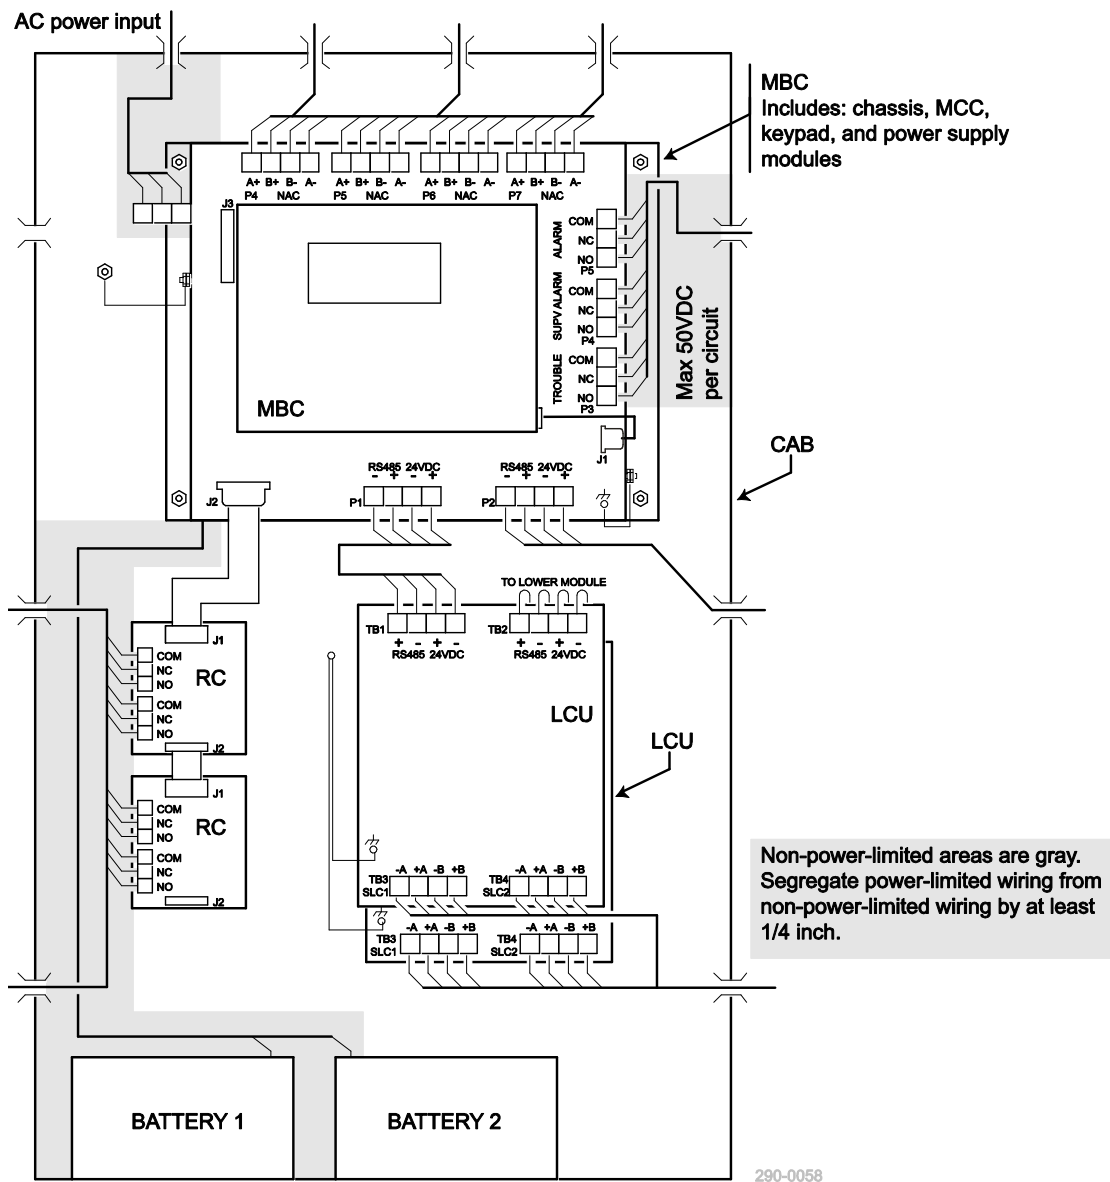 AC power input
MBC
Includes: chassis, MCC,
keypad, and power supply
modules
A+ B+ B- A- A+ B+ B- A- A+ B+ B- A- A+ B+ B- A-
P4 NAC P5 NAC P6 NAC P7 NAC
J3
ALARM
COM
NC
NO
P5
SUPV ALARM
COM
NC
NO
P4
TROUBLE
COM
NC
NO
P3
Max 50VDC
per circuit
MBC
J1
CAB
RS485 24VDC
- + - +
P1
RS485 24VDC
- + - +
P2
J2
TO LOWER MODULE
TB1
+ - + -
RS485 24VDC
TB2
+ - + -
RS485 24VDC
J1
COM
NC
NO
RC
COM
NC
NO
J2
LCU
LCU
J1
COM
NC
NO
RC
COM
NC
NO
J2
-A +A -B +B
TB3
SLC1
-A +A -B +B
TB4
SLC2
-A +A -B +B
TB3
SLC1
-A +A -B +B
TB4
SLC2
Non-power-limited areas are gray.
Segregate power-limited wiring from
non-power-limited wiring by at least
1/4 inch.
BATTERY 1
BATTERY 2
290-0058